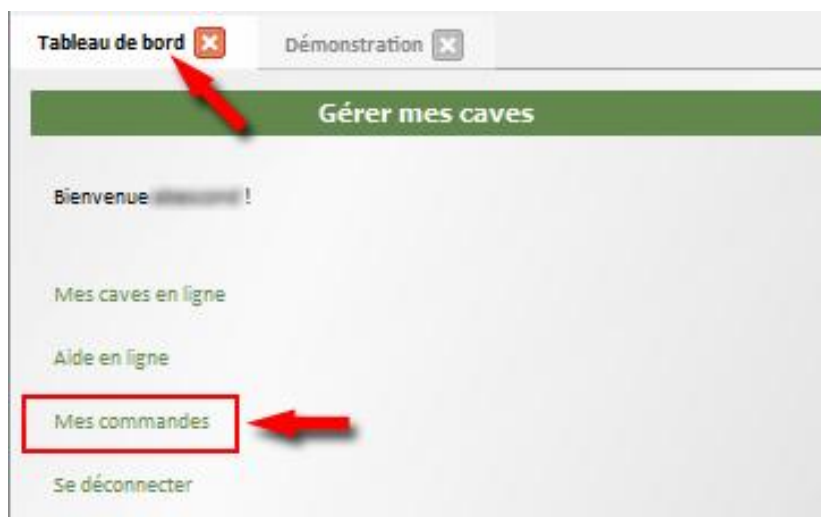 Tableau de bord Démonstration
Gérer mes caves
Bienvenue !
Mes caves en ligne
Aide en ligne
Mes commandes
Se déconnecter